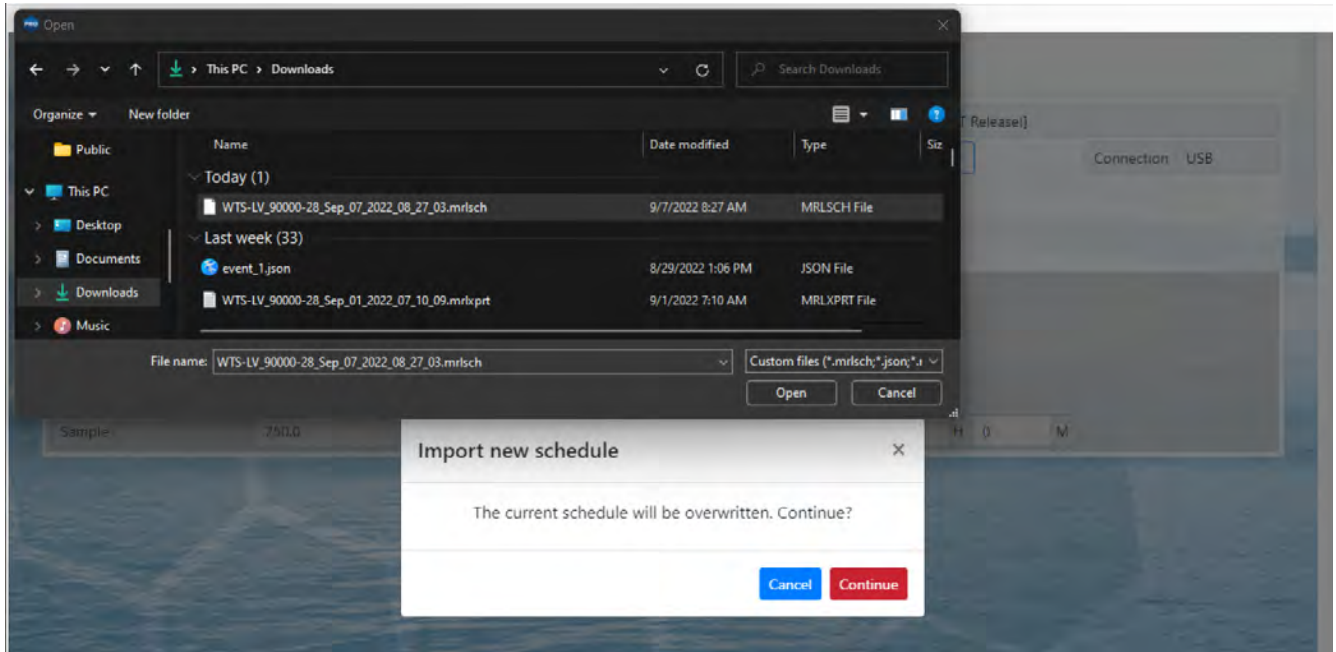 PRO Open
This PC > Downloads
Search Downloads
Organize New folder
Public
This PC
Desktop
Documents
Downloads
Music
Name Date modified Type Siz
Today (1)
WTS-LV_90000-28_Sep_07_2022_08_27_03.mrlsch 9/7/2022 8:27 AM MRLSCH File
Last week (33)
event_1.json 8/29/2022 1:06 PM JSON File
WTS-LV_90000-28_Sep_01_2022_07_10_09.mrlxprt 9/1/2022 7:10 AM MRLXPRT File
File name: WTS-LV_90000-28_Sep_07_2022_08_27_03.mrlsch Custom files (*.mrlsch;*.json;*.r
Open Cancel
T Release!]
Connection USB
Sample 250.0 H 0 M
Import new schedule
The current schedule will be overwritten. Continue?
Cancel Continue